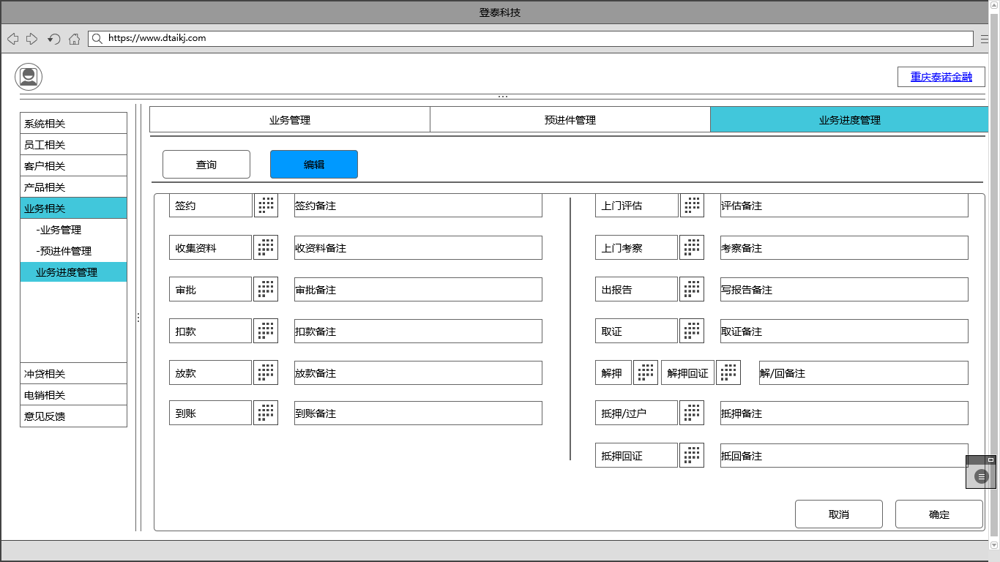 登泰科技
https://www.dtaikj.com
重庆泰诺金融
系统相关
员工相关
客户相关
产品相关
业务相关
-业务管理
-预进件管理
业务进度管理
冲贷相关
电销相关
意见反馈
业务管理 预进件管理 业务进度管理
查询 编辑
签约 签约备注 上门评估 评估备注
收集资料 收资料备注 上门考察 考察备注
审批 审批备注 出报告 写报告备注
扣款 扣款备注 取证 取证备注
放款 放款备注 解押 解押回证 解/回备注
到账 到账备注 抵押/过户 抵押备注
抵押回证 抵回备注
取消 确定